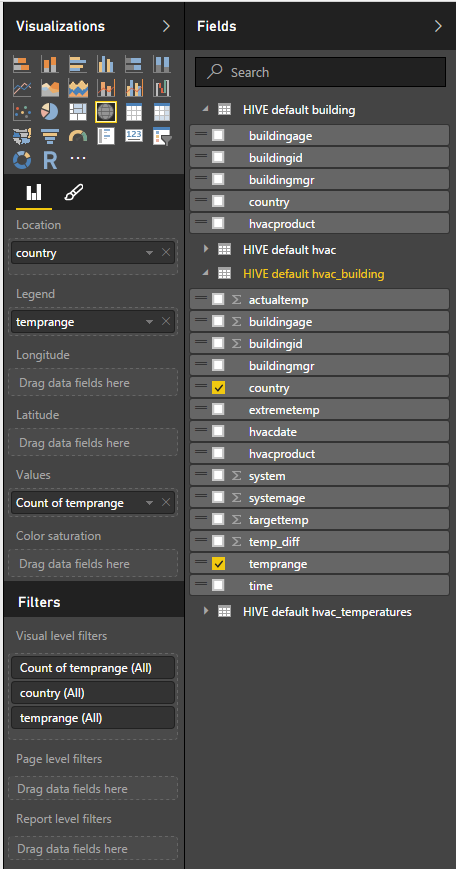 Visualizations
R
123
Location
country
Legend
temprange
Longitude
Drag data fields here
Latitude
Drag data fields here
Values
Count of temprange
Color saturation
Drag data fields here
Filters
Visual level filters
Count of temprange (All)
country (All)
temprange (All)
Page level filters
Drag data fields here
Report level filters
Drag data fields here
Fields
Search
HIVE default building
buildingage
buildingid
buildingmgr
country
hvacproduct
HIVE default hvac
HIVE default hvac_building
Σ actualtemp
Σ buildingage
Σ buildingid
buildingmgr
country
extremetemp
hvacdate
hvacproduct
Σ system
Σ systemage
Σ targettemp
Σ temp_diff
temprange
time
HIVE default hvac_temperatures